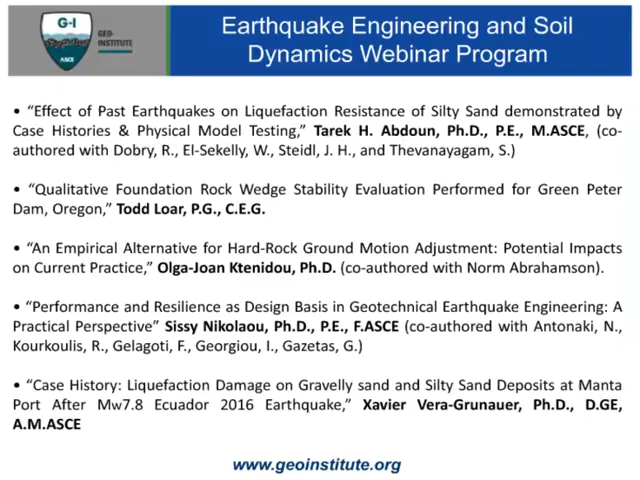 G-I
GEO-
INSTITUTE
ASCE
Earthquake Engineering and Soil
Dynamics Webinar Program
• “Effect of Past Earthquakes on Liquefaction Resistance of Silty Sand demonstrated by
Case Histories & Physical Model Testing,” Tarek H. Abdoun, Ph.D., P.E., M.ASCE, (co-
authored with Dobry, R., El-Sekelly, W., Steidl, J. H., and Thevanayagam, S.)
• “Qualitative Foundation Rock Wedge Stability Evaluation Performed for Green Peter
Dam, Oregon,” Todd Loar, P.G., C.E.G.
• “An Empirical Alternative for Hard-Rock Ground Motion Adjustment: Potential Impacts
on Current Practice,” Olga-Joan Ktenidou, Ph.D. (co-authored with Norm Abrahamson).
• “Performance and Resilience as Design Basis in Geotechnical Earthquake Engineering: A
Practical Perspective” Sissy Nikolaou, Ph.D., P.E., F.ASCE (co-authored with Antonaki, N.,
Kourkoulis, R., Gelagoti, F., Georgiou, I., Gazetas, G.)
• “Case History: Liquefaction Damage on Gravelly sand and Silty Sand Deposits at Manta
Port After Mw7.8 Ecuador 2016 Earthquake,” Xavier Vera-Grunauer, Ph.D., D.GE,
A.M.ASCE
www.geoinstitute.org